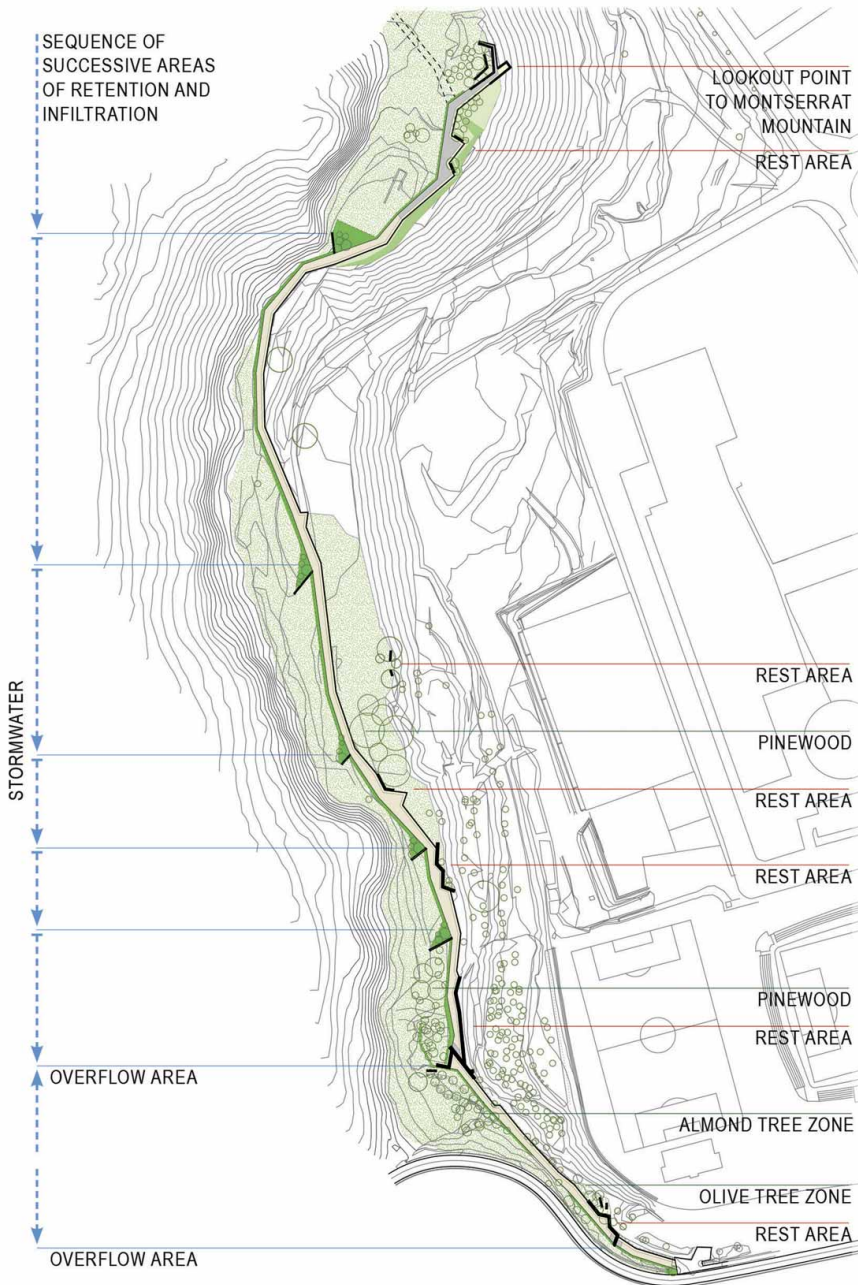 SEQUENCE OF
SUCCESSIVE AREAS
OF RETENTION AND
INFILTRATION
LOOKOUT POINT
TO MONTSERRAT
MOUNTAIN
REST AREA
STORMWATER
REST AREA
PINEWOOD
REST AREA
REST AREA
PINEWOOD
REST AREA
OVERFLOW AREA
ALMOND TREE ZONE
OLIVE TREE ZONE
REST AREA
OVERFLOW AREA